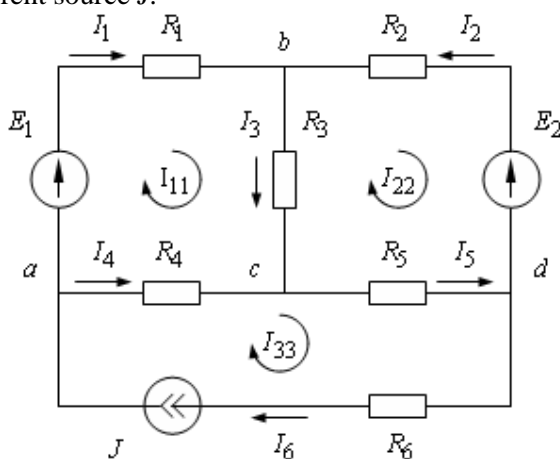 rent source J.
I1 R1 b R2 I2
E1 I3 R3 E2
I11 I22
a I4 R4 c R5 I5 d
I33
J I6 R6